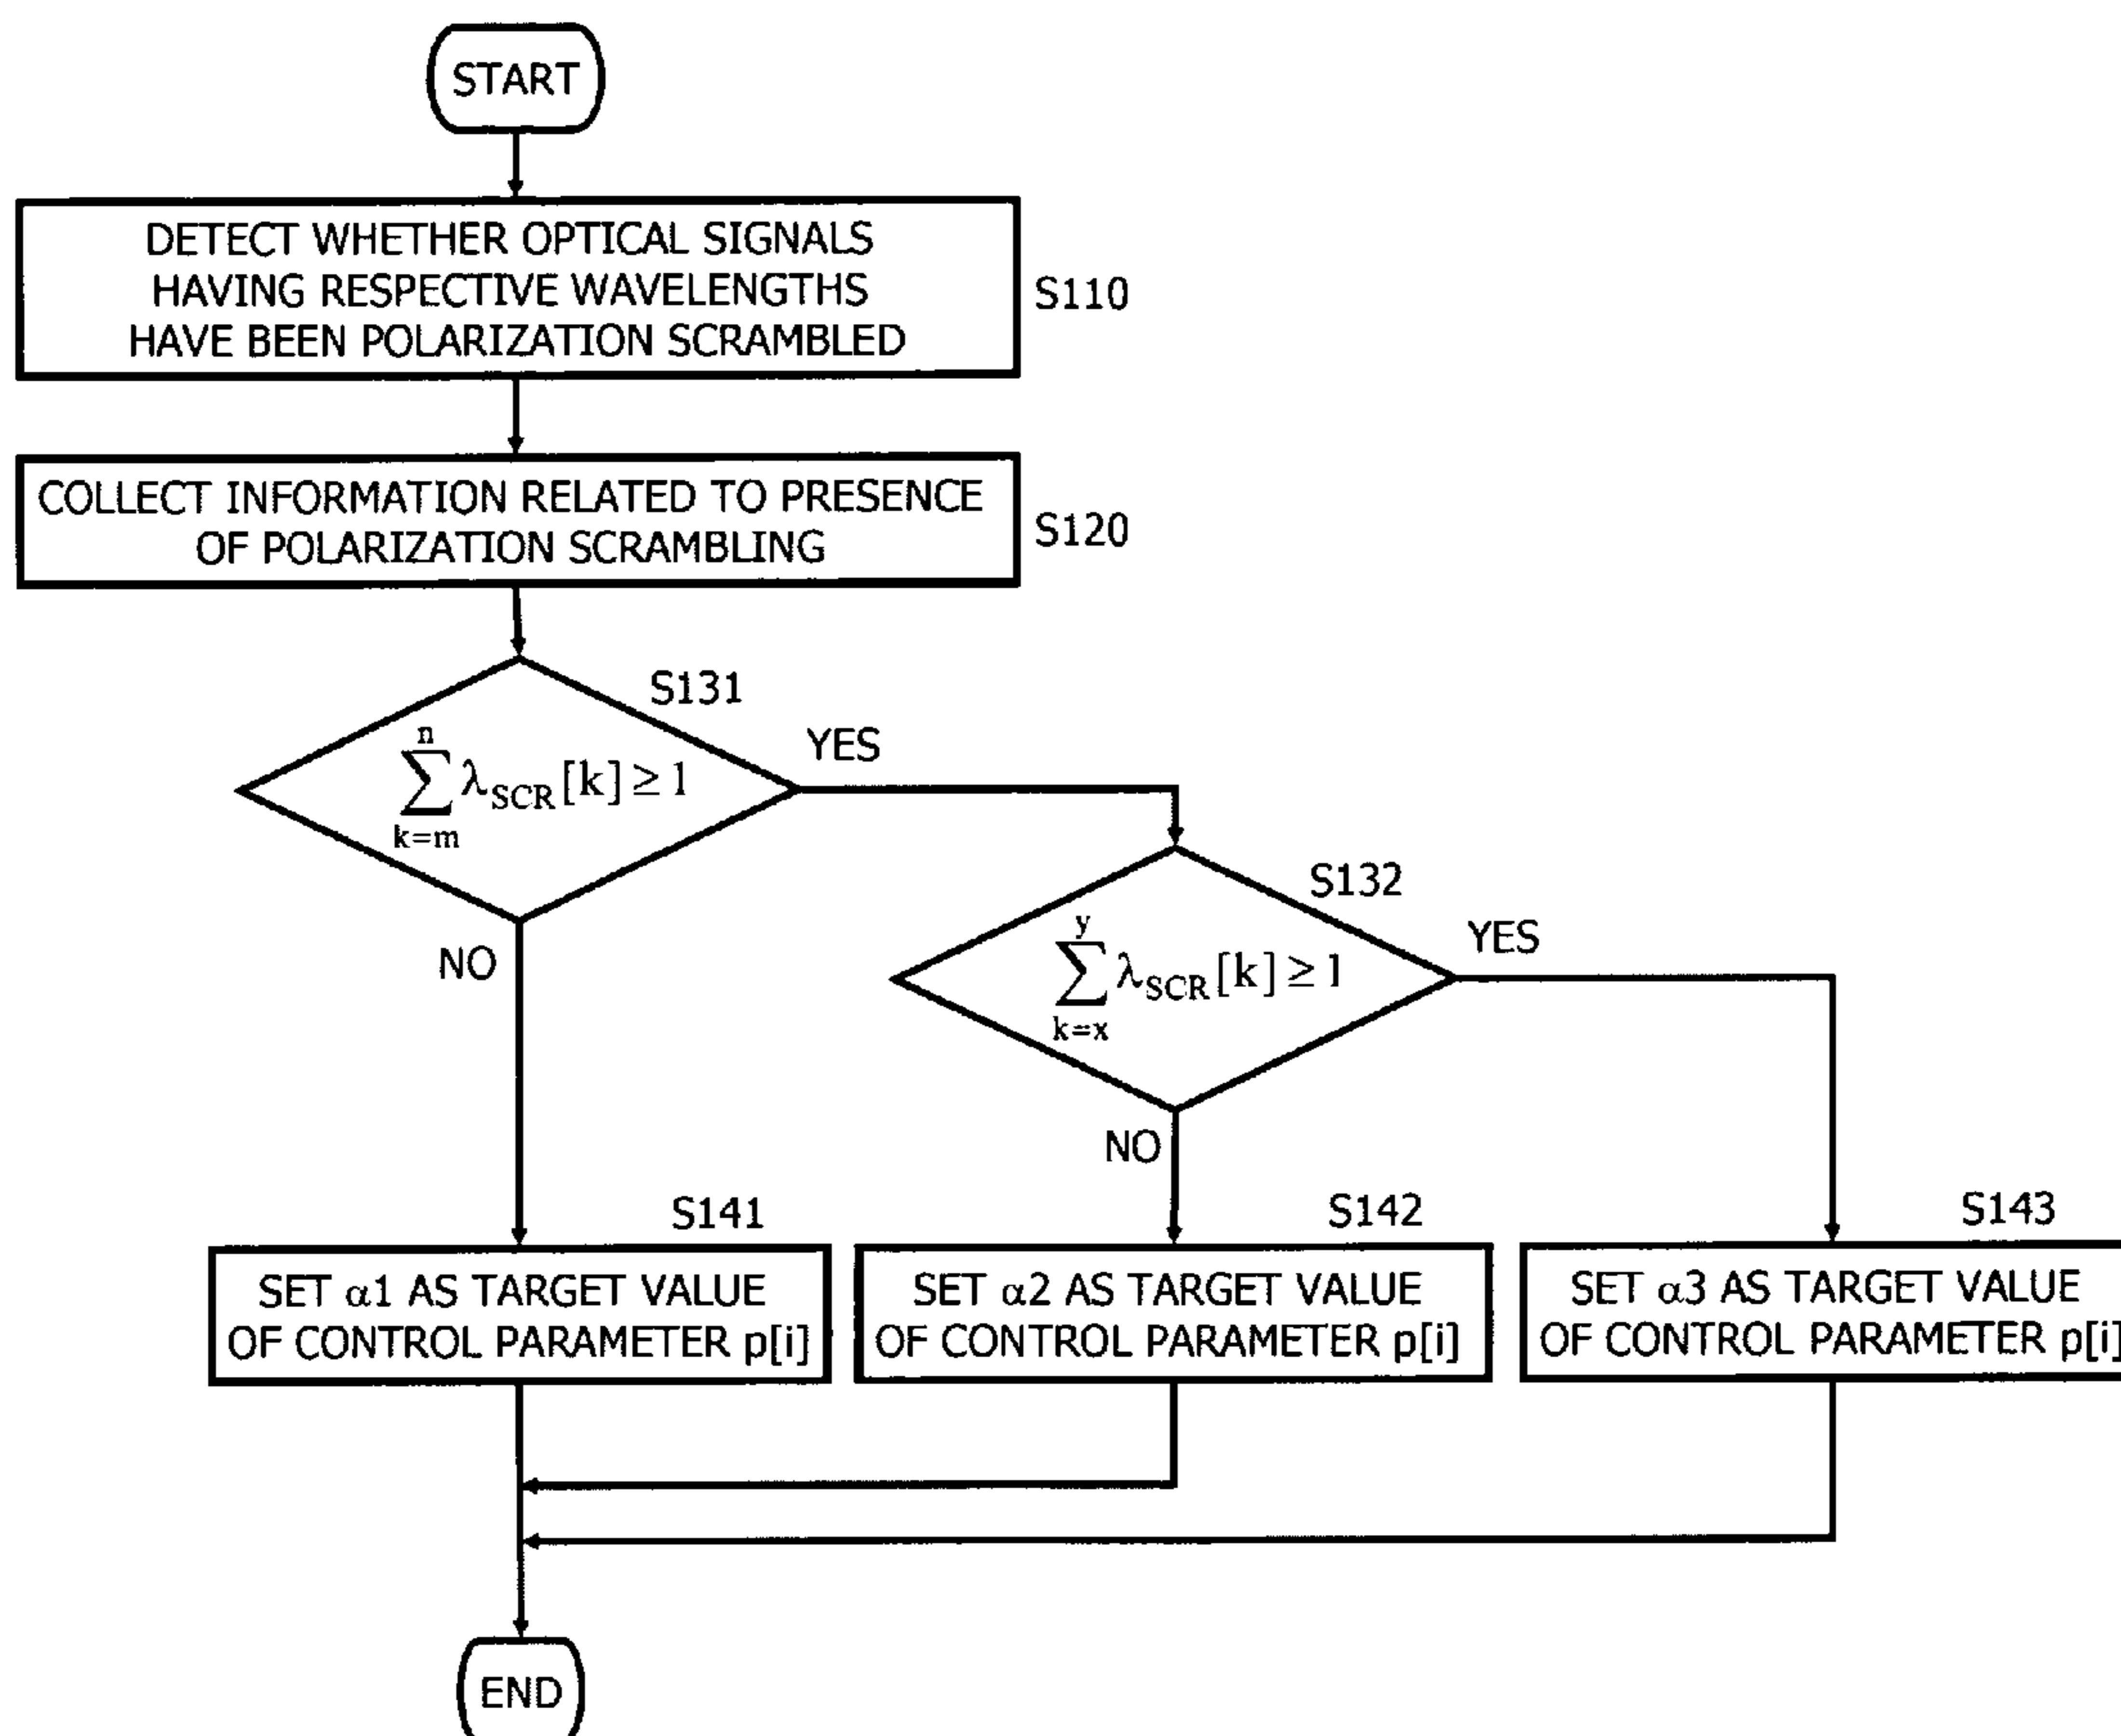 START
DETECT WHETHER OPTICAL SIGNALS
HAVING RESPECTIVE WAVELENGTHS
HAVE BEEN POLARIZATION SCRAMBLED
S110
COLLECT INFORMATION RELATED TO PRESENCE
OF POLARIZATION SCRAMBLING
S120
S131
n
∑ λSCR[k] ≥ 1
k=m
YES
NO
S132
y
∑ λSCR[k] ≥ 1
k=x
YES
NO
S141
SET α1 AS TARGET VALUE
OF CONTROL PARAMETER p[i]
S142
SET α2 AS TARGET VALUE
OF CONTROL PARAMETER p[i]
S143
SET α3 AS TARGET VALUE
OF CONTROL PARAMETER p[i]
END